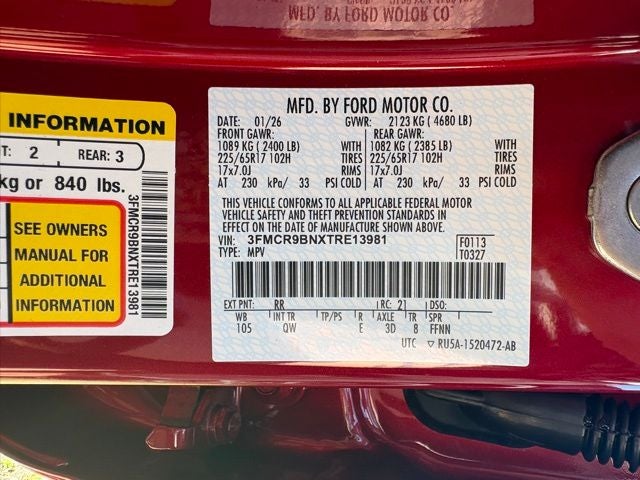 MFD. BY FORD MOTOR CO.
INFORMATION
T: 2 REAR: 3
kg or 840 lbs.
SEE OWNERS
MANUAL FOR
ADDITIONAL
INFORMATION
3FMCR9BNXTRE13981
MFD. BY FORD MOTOR CO.
DATE: 01/26 GVWR: 2123 KG ( 4680 LB)
FRONT GAWR: REAR GAWR:
1089 KG ( 2400 LB) WITH 1082 KG ( 2385 LB) WITH
225/65R17 102H TIRES 225/65R17 102H TIRES
17x7.0J RIMS 17x7.0J RIMS
AT 230 kPa/ 33 PSI COLD AT 230 kPa/ 33 PSI COLD
THIS VEHICLE CONFORMS TO ALL APPLICABLE FEDERAL MOTOR
VEHICLE SAFETY AND THEFT PREVENTION STANDARDS IN
EFFECT ON THE DATE OF MANUFACTURE SHOWN ABOVE.
VIN: 3FMCR9BNXTRE13981 F0113
TYPE: MPV T0327
EXT PNT: RR RC: 21 DSO:
WB INT TR TP/PS R AXLE TR SPR
105 QW E 3D 8 FFNN
UTC ▽ RU5A-1520472-AB